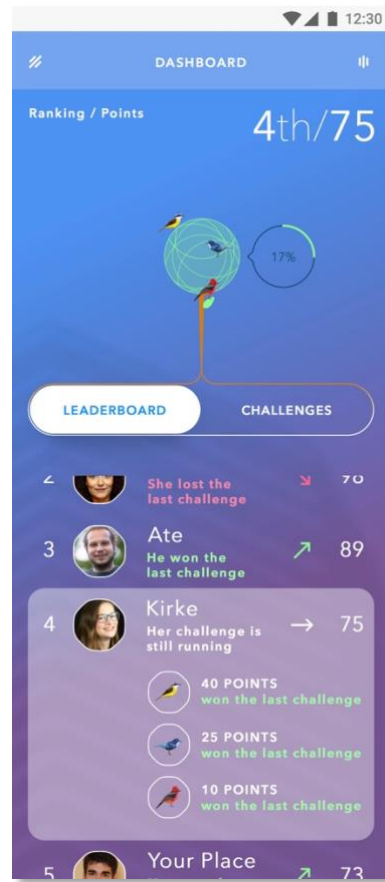 12:30
DASHBOARD
Ranking / Points
4th/75
17%
LEADERBOARD
CHALLENGES
2
She lost the
last challenge
3
Ate
He won the
last challenge
89
4
Kirke
Her challenge is
still running
75
40 POINTS
won the last challenge
25 POINTS
won the last challenge
10 POINTS
won the last challenge
5
Your Place
73